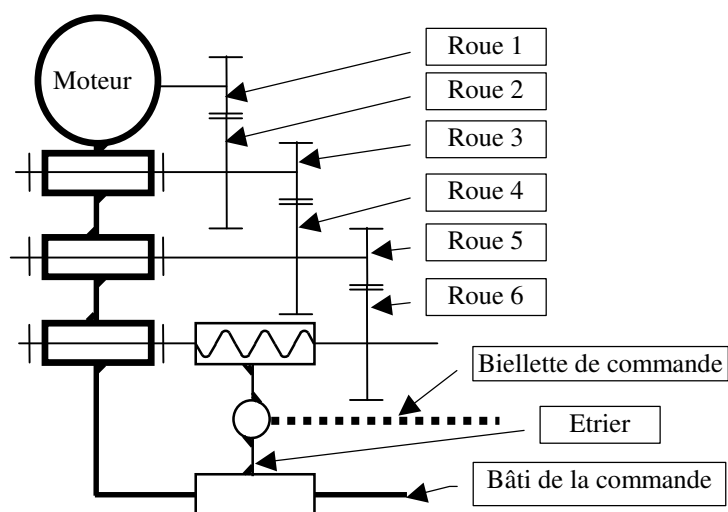 Moteur
Roue 1
Roue 2
Roue 3
Roue 4
Roue 5
Roue 6
Biellette de commande
Etrier
Bâti de la commande